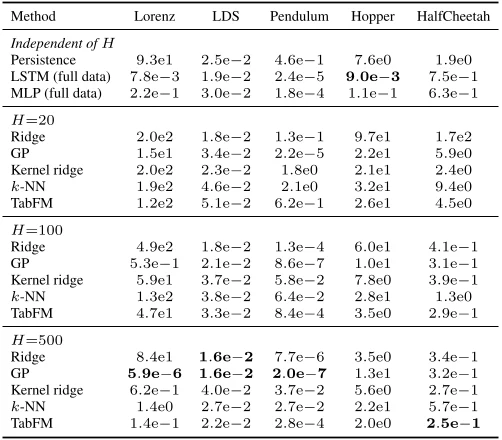 Method Lorenz LDS Pendulum Hopper HalfCheetah
Independent of H
Persistence 9.3e1 2.5e−2 4.6e−1 7.6e0 1.9e0
LSTM (full data) 7.8e−3 1.9e−2 2.4e−5 9.0e−3 7.5e−1
MLP (full data) 2.2e−1 3.0e−2 1.8e−4 1.1e−1 6.3e−1
H=20
Ridge 2.0e2 1.8e−2 1.3e−1 9.7e1 1.7e2
GP 1.5e1 3.4e−2 2.2e−5 2.2e1 5.9e0
Kernel ridge 2.0e2 2.3e−2 1.8e0 2.1e1 2.4e0
k-NN 1.9e2 4.6e−2 2.1e0 3.2e1 9.4e0
TabFM 1.2e2 5.1e−2 6.2e−1 2.6e1 4.5e0
H=100
Ridge 4.9e2 1.8e−2 1.3e−4 6.0e1 4.1e−1
GP 5.3e−1 2.1e−2 8.6e−7 1.0e1 3.1e−1
Kernel ridge 5.9e1 3.7e−2 5.8e−2 7.8e0 3.9e−1
k-NN 1.3e2 3.8e−2 6.4e−2 2.8e1 1.3e0
TabFM 4.7e1 3.3e−2 8.4e−4 3.5e0 2.9e−1
H=500
Ridge 8.4e1 1.6e−2 7.7e−6 3.5e0 3.4e−1
GP 5.9e−6 1.6e−2 2.0e−7 1.3e1 3.2e−1
Kernel ridge 6.2e−1 4.0e−2 3.7e−2 5.6e0 2.7e−1
k-NN 1.4e0 2.7e−2 2.7e−2 2.2e1 5.7e−1
TabFM 1.4e−1 2.2e−2 2.8e−4 2.0e0 2.5e−1